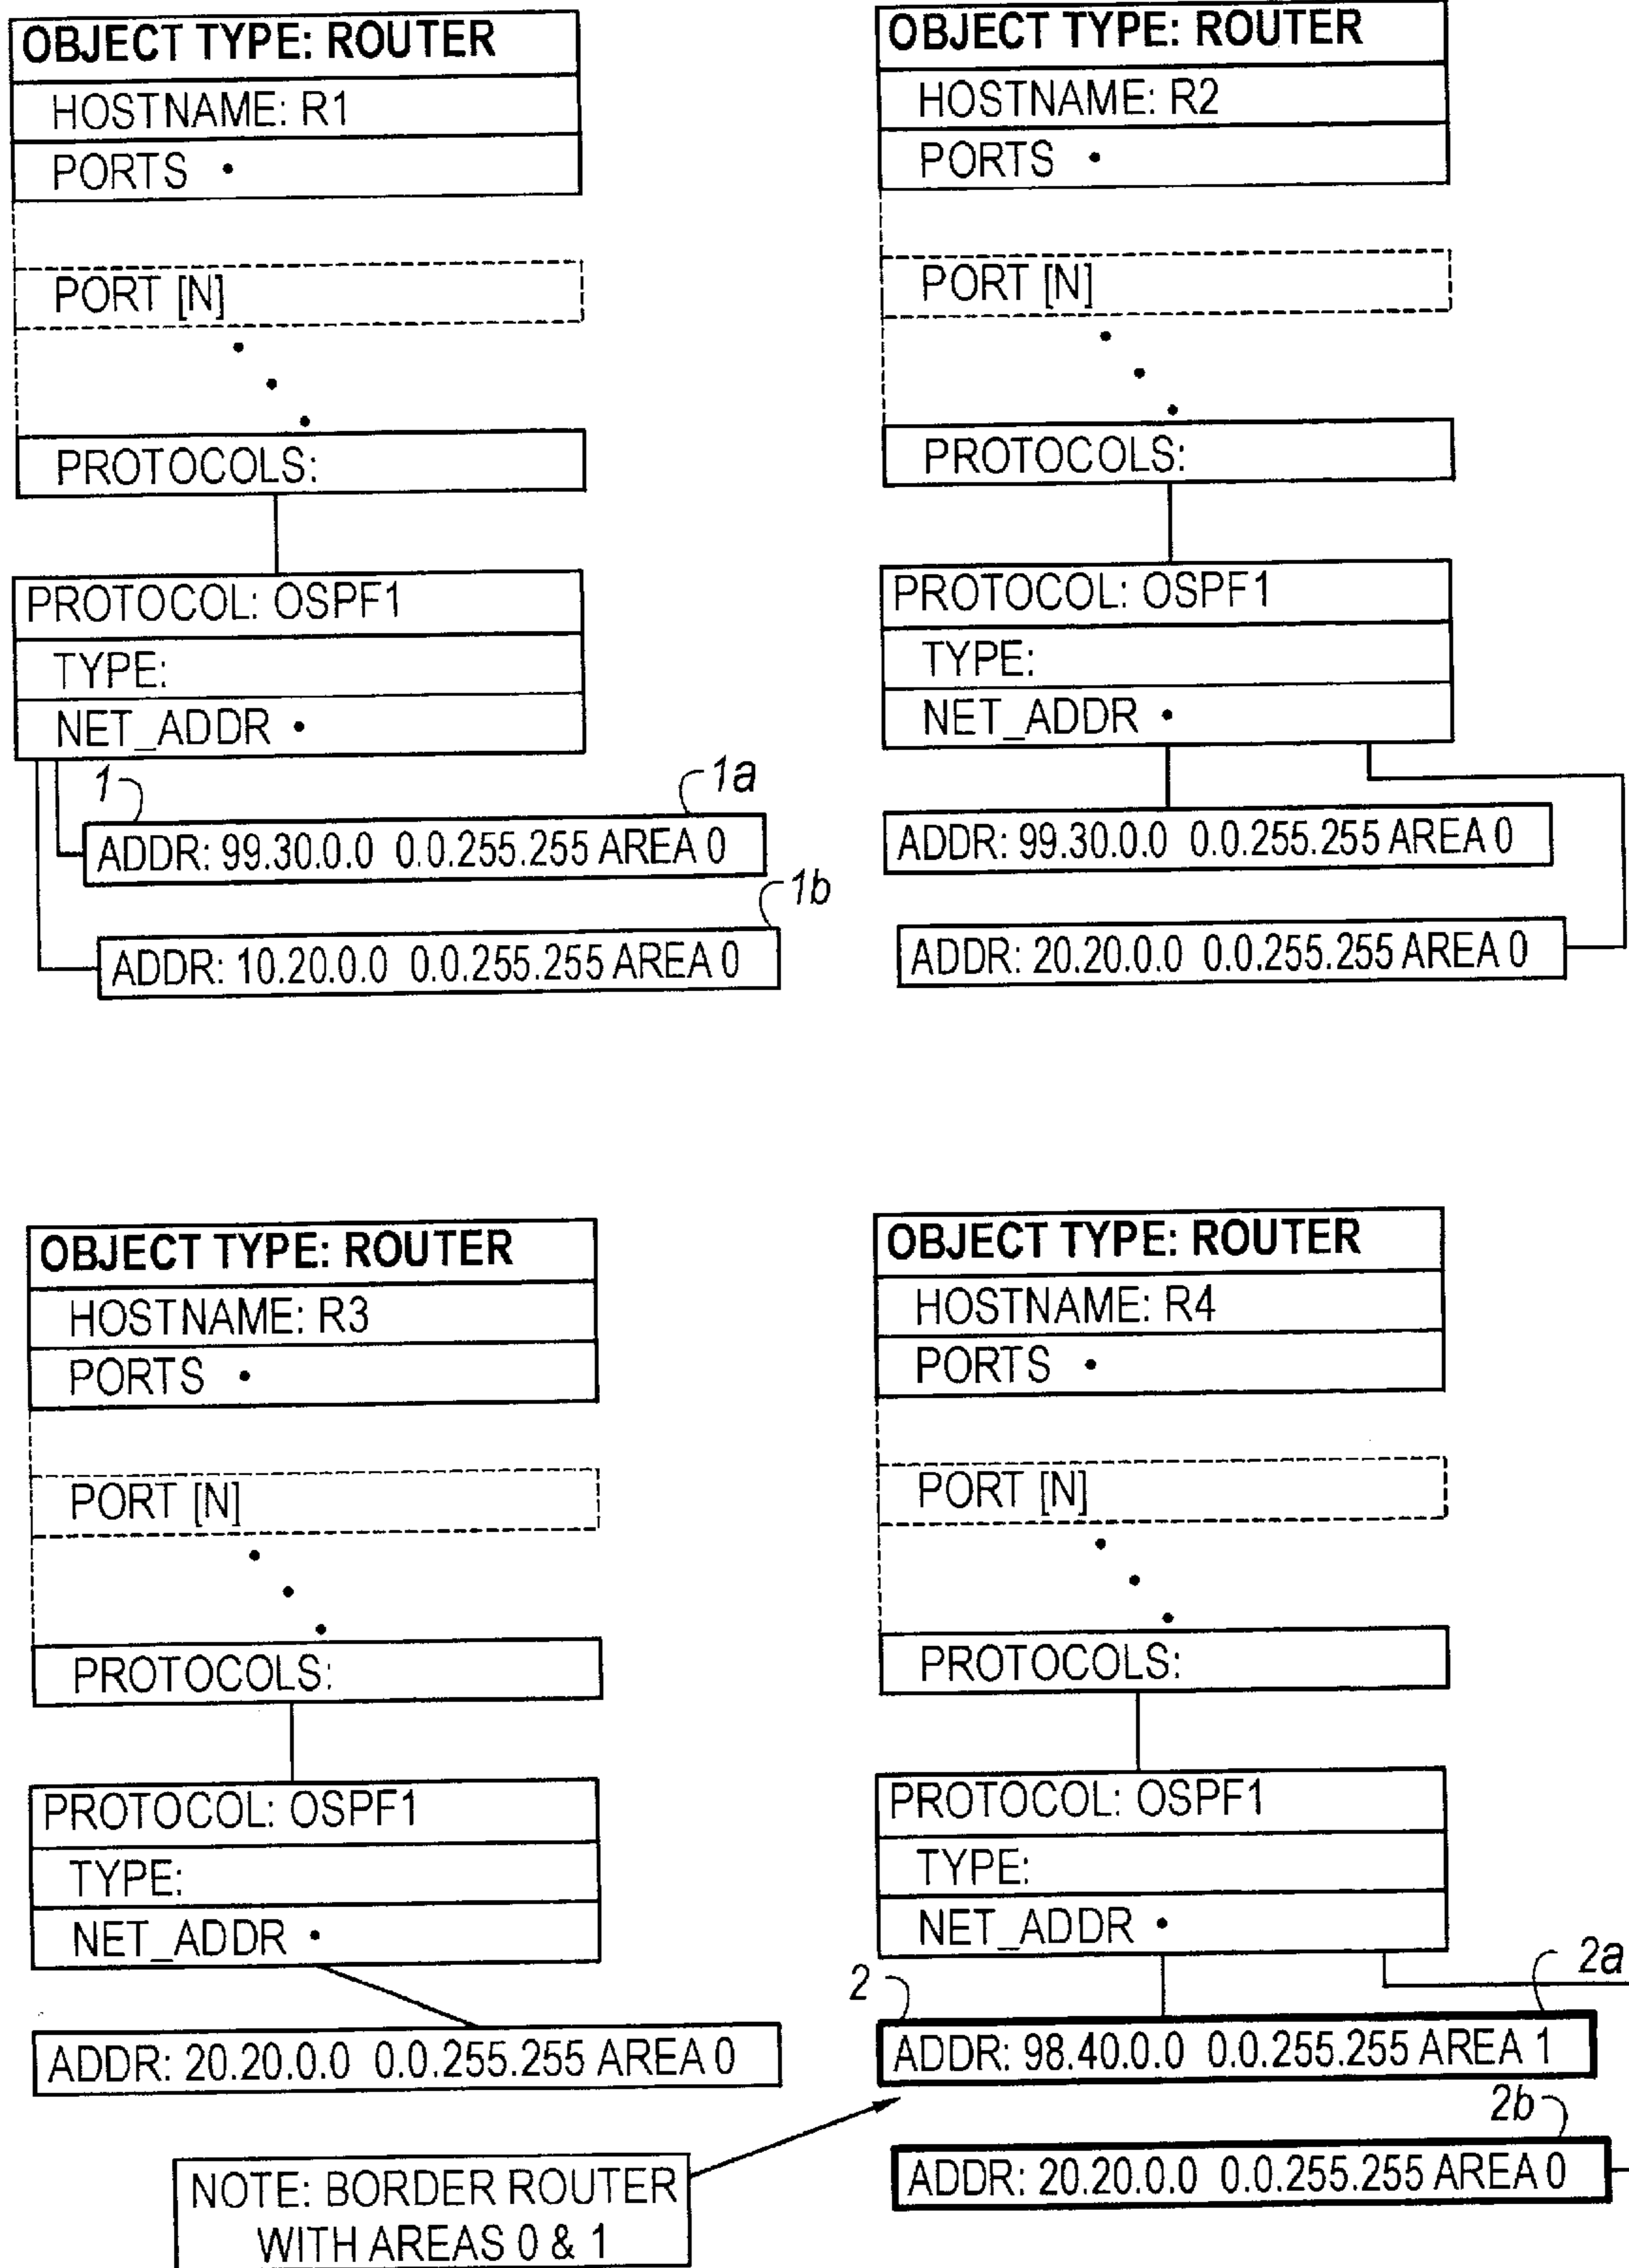 OBJECT TYPE: ROUTER
HOSTNAME: R1
PORTS •
PORT [N]
PROTOCOLS:
PROTOCOL: OSPF1
TYPE:
NET_ADDR •
1
1a
ADDR: 99.30.0.0 0.0.255.255 AREA 0
1b
ADDR: 10.20.0.0 0.0.255.255 AREA 0
OBJECT TYPE: ROUTER
HOSTNAME: R2
PORTS •
PORT [N]
PROTOCOLS:
PROTOCOL: OSPF1
TYPE:
NET_ADDR •
ADDR: 99.30.0.0 0.0.255.255 AREA 0
ADDR: 20.20.0.0 0.0.255.255 AREA 0
OBJECT TYPE: ROUTER
HOSTNAME: R3
PORTS •
PORT [N]
PROTOCOLS:
PROTOCOL: OSPF1
TYPE:
NET_ADDR •
ADDR: 20.20.0.0 0.0.255.255 AREA 0
OBJECT TYPE: ROUTER
HOSTNAME: R4
PORTS •
PORT [N]
PROTOCOLS:
PROTOCOL: OSPF1
TYPE:
NET_ADDR •
2
2a
ADDR: 98.40.0.0 0.0.255.255 AREA 1
2b
ADDR: 20.20.0.0 0.0.255.255 AREA 0
NOTE: BORDER ROUTER
WITH AREAS 0 & 1